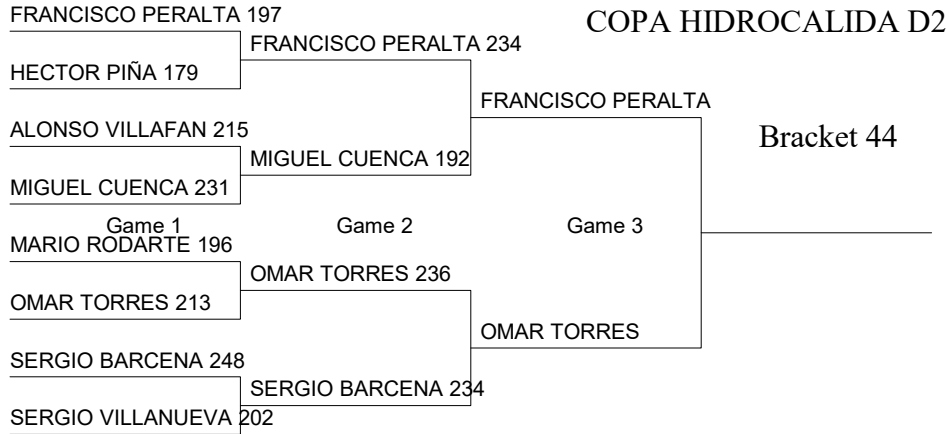 FRANCISCO PERALTA 197
COPA HIDROCALIDA D2
FRANCISCO PERALTA 234
HECTOR PIÑA 179
FRANCISCO PERALTA
ALONSO VILLAFAN 215
Bracket 44
MIGUEL CUENCA 192
MIGUEL CUENCA 231
Game 1
Game 2
Game 3
MARIO RODARTE 196
OMAR TORRES 236
OMAR TORRES 213
OMAR TORRES
SERGIO BARCENA 248
SERGIO BARCENA 234
SERGIO VILLANUEVA 202